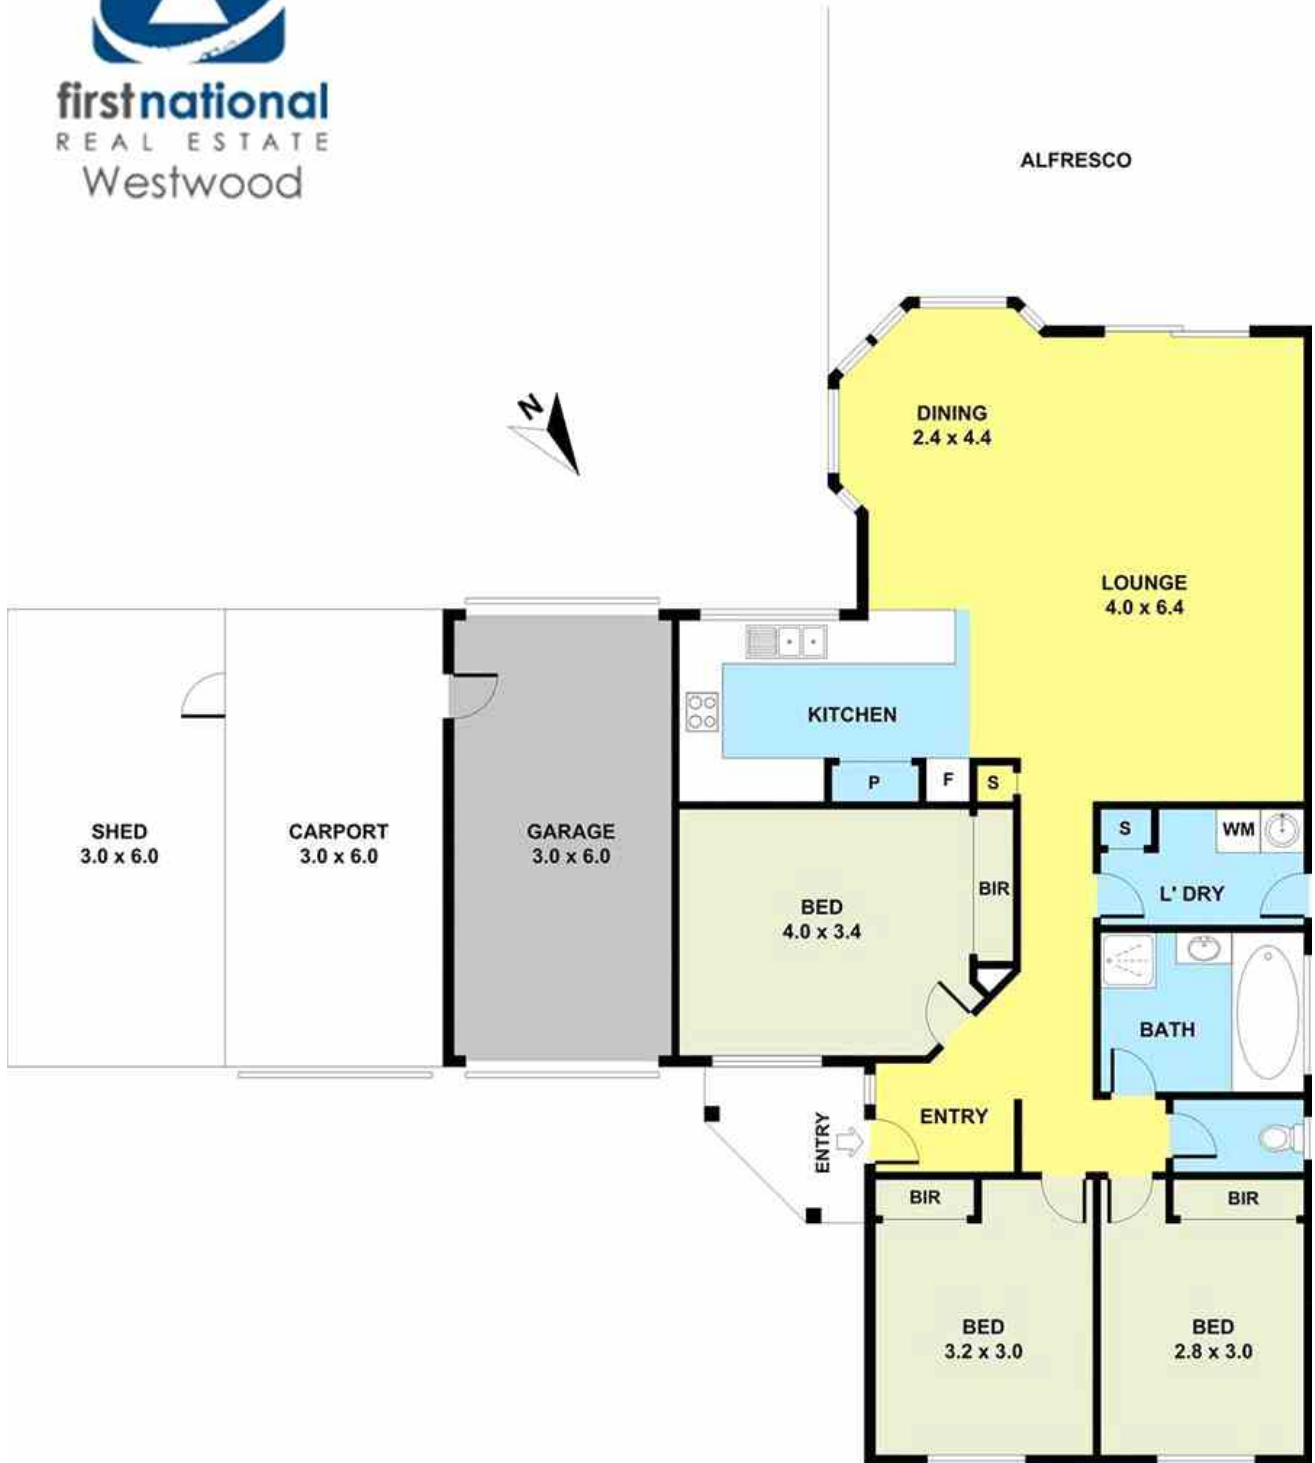 firstnational
REAL ESTATE
Westwood
ALFRESCO
N
DINING
2.4 x 4.4
LOUNGE
4.0 x 6.4
KITCHEN
P
F
S
SHED
3.0 x 6.0
CARPORT
3.0 x 6.0
GARAGE
3.0 x 6.0
BED
4.0 x 3.4
BIR
S
WM
L' DRY
BATH
ENTRY
ENTRY
BIR
BIR
BED
3.2 x 3.0
BED
2.8 x 3.0